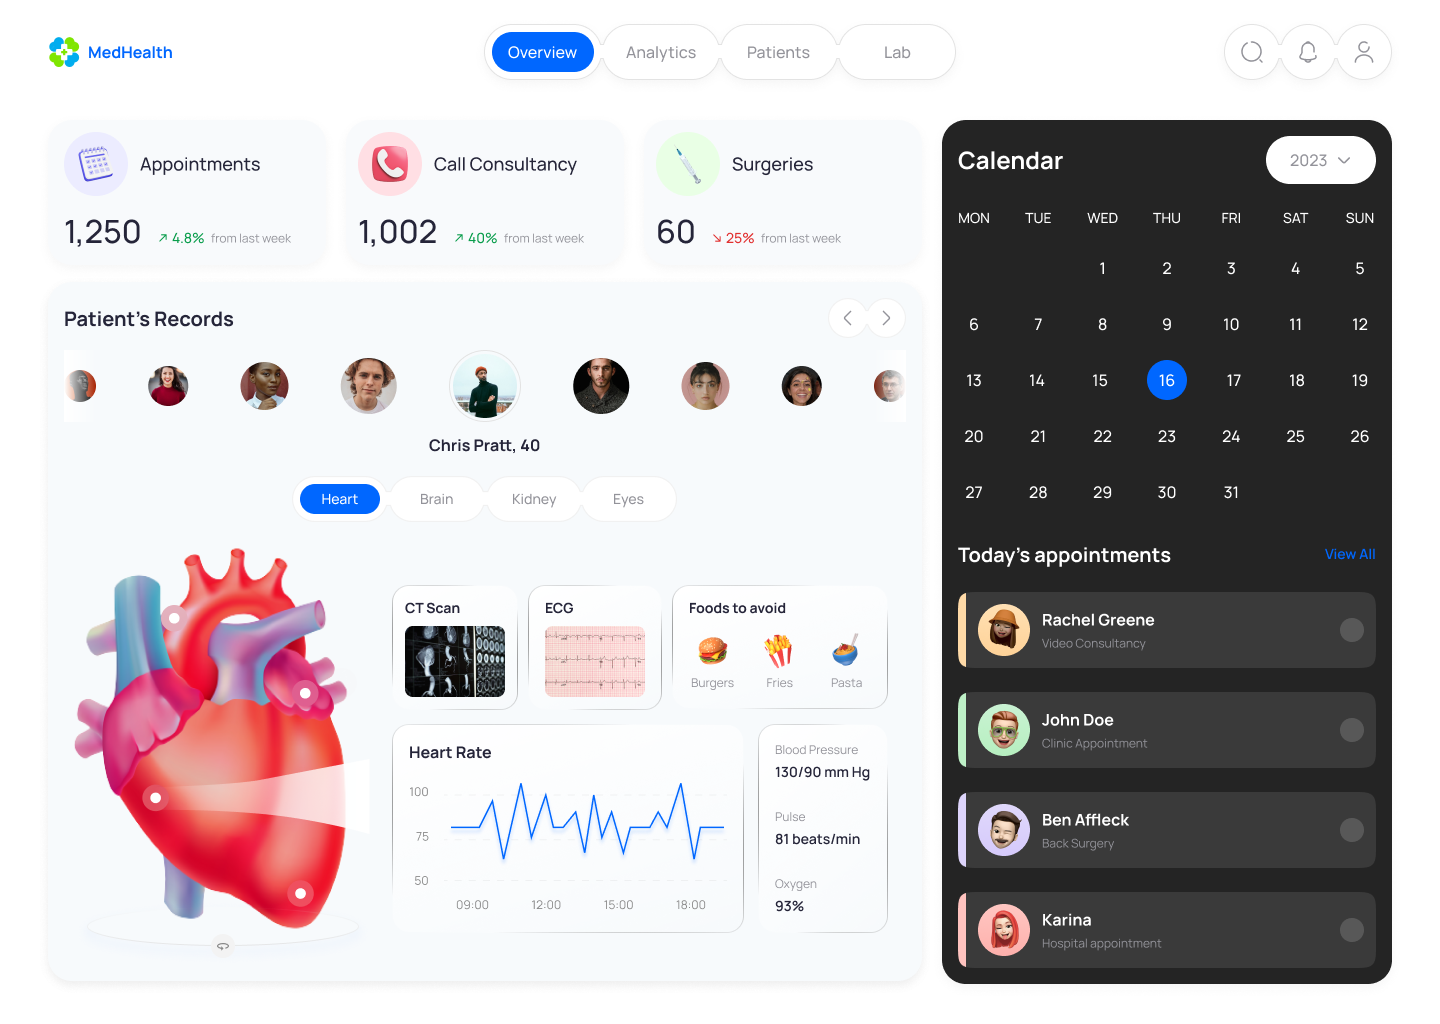 MedHealth
Overview
Analytics
Patients
Lab
Appointments
1,250
4.8% from last week
Call Consultancy
1,002
40% from last week
Surgeries
60
25% from last week
Patient's Records
Chris Pratt, 40
Heart
Brain
Kidney
Eyes
CT Scan
ECG
Foods to avoid
Burgers
Fries
Pasta
Heart Rate
100
75
50
09:00 12:00 15:00 18:00
Blood Pressure
130/90 mm Hg
Pulse
81 beats/min
Oxygen
93%
Calendar
2023
MON TUE WED THU FRI SAT SUN
1 2 3 4 5
6 7 8 9 10 11 12
13 14 15 16 17 18 19
20 21 22 23 24 25 26
27 28 29 30 31
Today's appointments
View All
Rachel Greene
Video Consultancy
John Doe
Clinic Appointment
Ben Affleck
Back Surgery
Karina
Hospital appointment